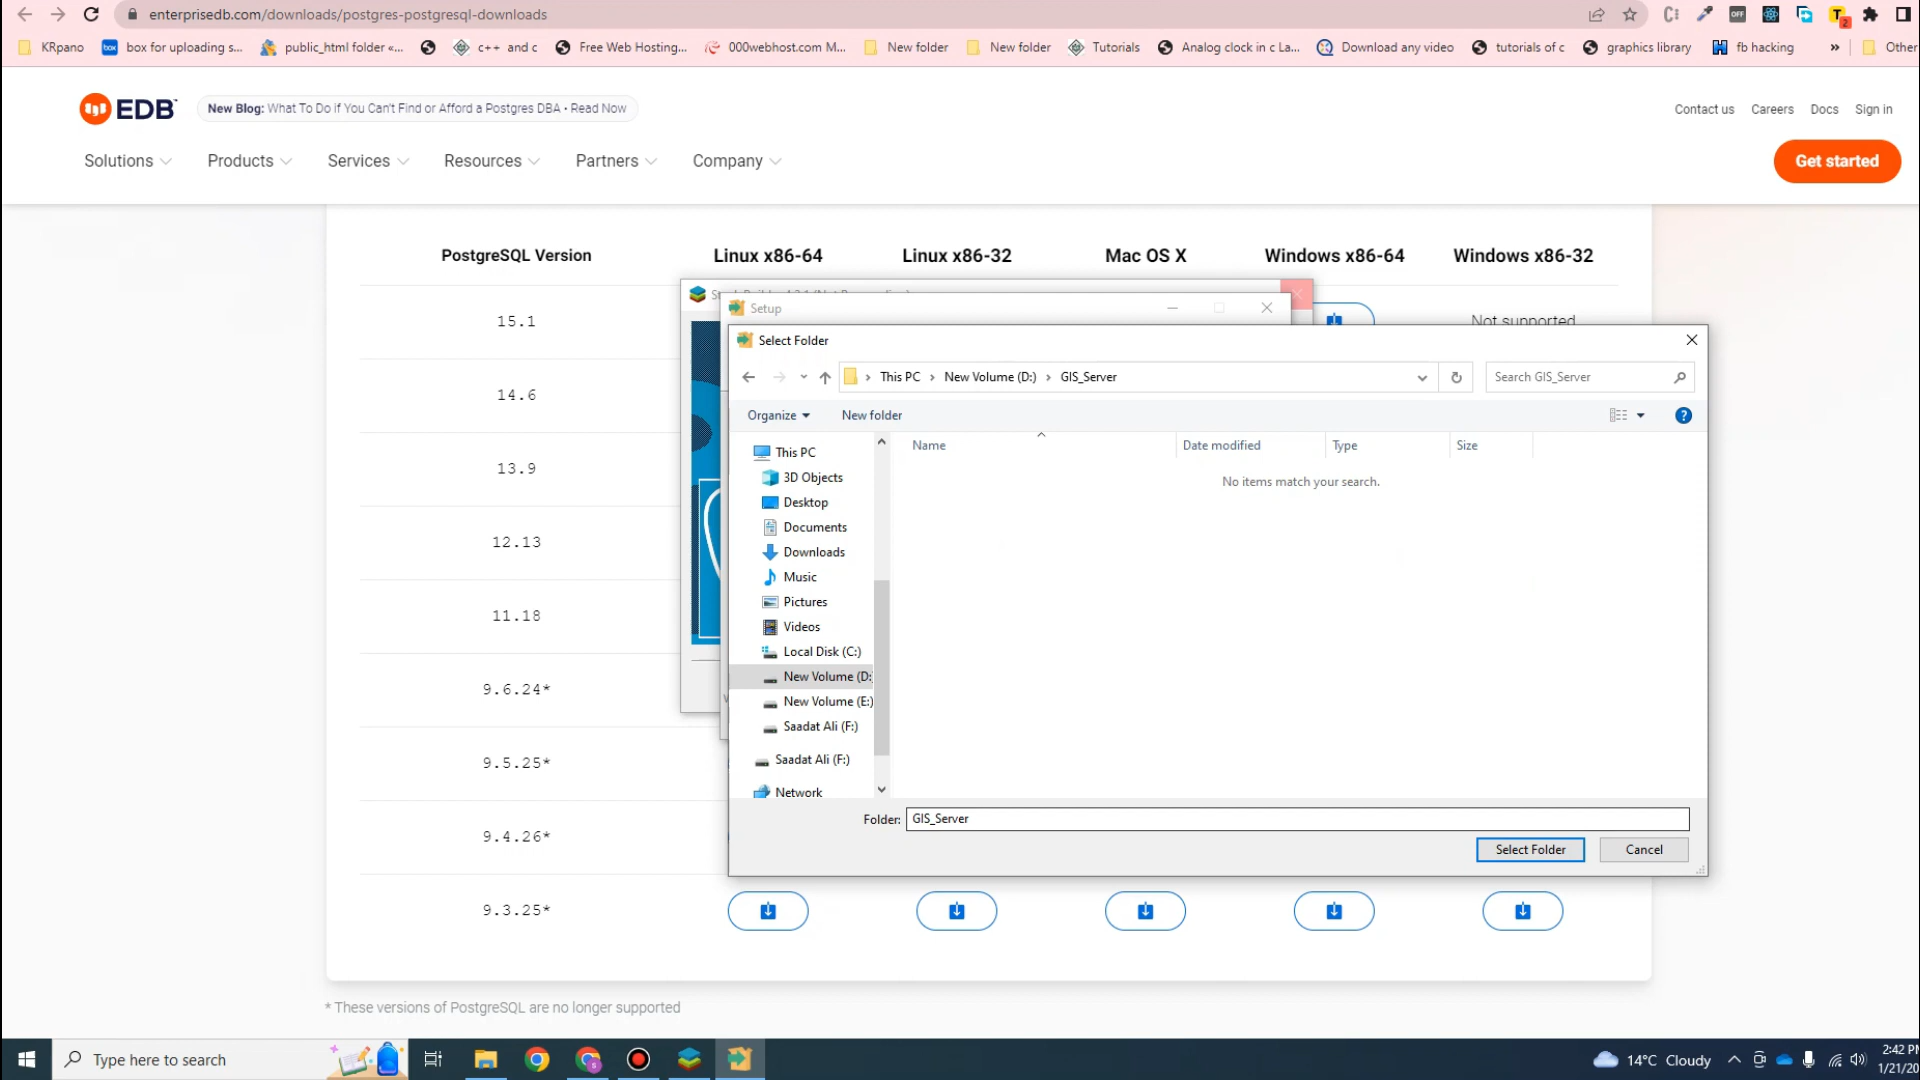 enterprisedb.com/downloads/postgres-postgresql-downloads
KRpano box for uploading s... public_html folder «... c++ and c Free Web Hosting,... 000webhost.com M... New folder New folder Tutorials Analog clock in c La... Download any video tutorials of c graphics library fb hacking » Other
EDB New Blog: What To Do if You Can't Find or Afford a Postgres DBA • Read Now Contact us Careers Docs Sign in
Solutions Products Services Resources Partners Company Get started
PostgreSQL Version Linux x86-64 Linux x86-32 Mac OS X Windows x86-64 Windows x86-32
Setup
15.1 Not supported
Select Folder
This PC › New Volume (D:) › GIS_Server Search GIS_Server
14.6
Organize New folder
Name Date modified Type Size
This PC
13.9
3D Objects No items match your search.
Desktop
Documents
12.13
Downloads
Music
Pictures
11.18
Videos
Local Disk (C:)
New Volume (D:
9.6.24*
New Volume (E:)
Saadat Ali (F:)
9.5.25*
Saadat Ali (F:)
Network
Folder: GIS_Server
9.4.26*
Select Folder Cancel
9.3.25*
* These versions of PostgreSQL are no longer supported
Type here to search 14°C Cloudy 2:42 PM
1/21/20